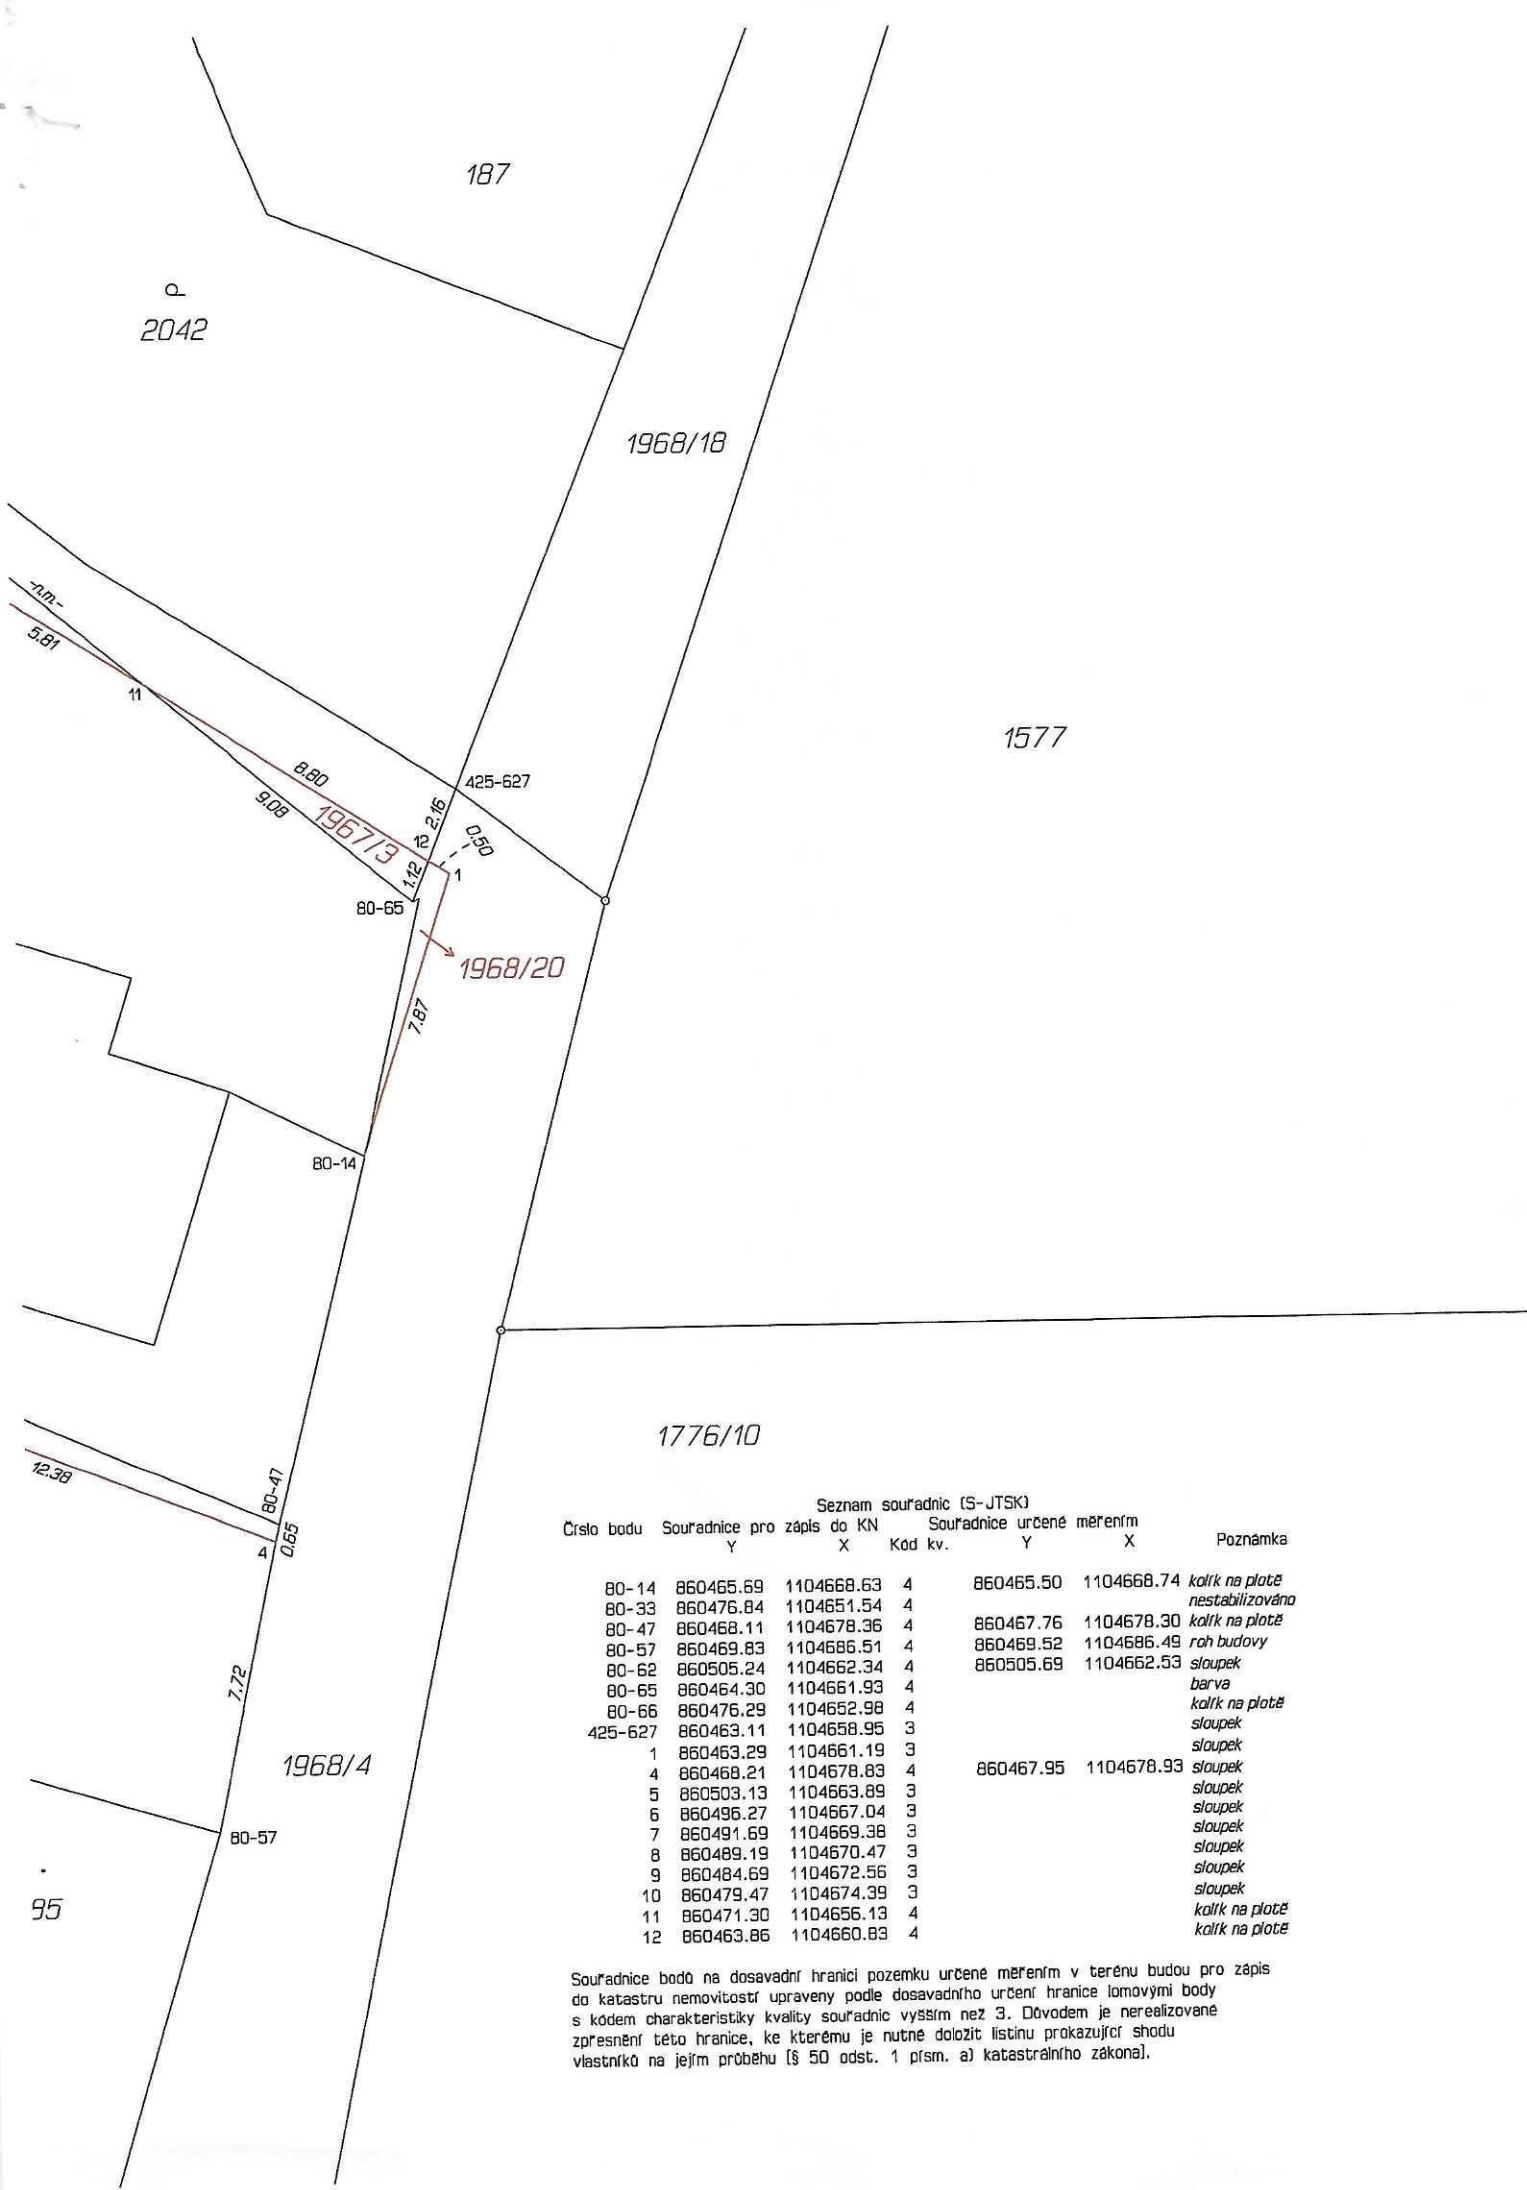 187
P
2042
1968/18
-n.m.-
5.81
11
1577
8.80
425-627
9.08
1967/3
2.16
12
0.50
1.12
1
80-65
1968/20
7.87
80-14
1776/10
12.38
80-47
0.65
4
7.72
1968/4
80-57
95
Seznam souřadnic (S-JTSK)
Číslo bodu Souřadnice pro zápis do KN Souřadnice určené měřením
Y X Kód kv. Y X Poznámka
80-14 860465.69 1104668.63 4 860465.50 1104668.74 kolík na plotě
80-33 860476.84 1104651.54 4 nestabilizováno
80-47 860468.11 1104678.36 4 860467.76 1104678.30 kolík na plotě
80-57 860469.83 1104686.51 4 860469.52 1104686.49 roh budovy
80-62 860505.24 1104662.34 4 860505.69 1104662.53 sloupek
80-65 860464.30 1104661.93 4 barva
80-66 860476.29 1104652.98 4 kolík na plotě
425-627 860463.11 1104658.95 3 sloupek
1 860463.29 1104661.19 3 sloupek
4 860468.21 1104678.83 4 860467.95 1104678.93 sloupek
5 860503.13 1104663.89 3 sloupek
6 860496.27 1104667.04 3 sloupek
7 860491.69 1104669.38 3 sloupek
8 860489.19 1104670.47 3 sloupek
9 860484.69 1104672.56 3 sloupek
10 860479.47 1104674.39 3 sloupek
11 860471.30 1104656.13 4 kolík na plotě
12 860463.86 1104660.83 4 kolík na plotě
Souřadnice bodů na dosavadní hranici pozemku určené měřením v terénu budou pro zápis
do katastru nemovitostí upraveny podle dosavadního určení hranice lomovými body
s kódem charakteristiky kvality souřadnic vyšším než 3. Důvodem je nerealizované
zpřesnění této hranice, ke kterému je nutné doložit listinu prokazující shodu
vlastníků na jejím průběhu [§ 50 odst. 1 písm. a) katastrálního zákona].